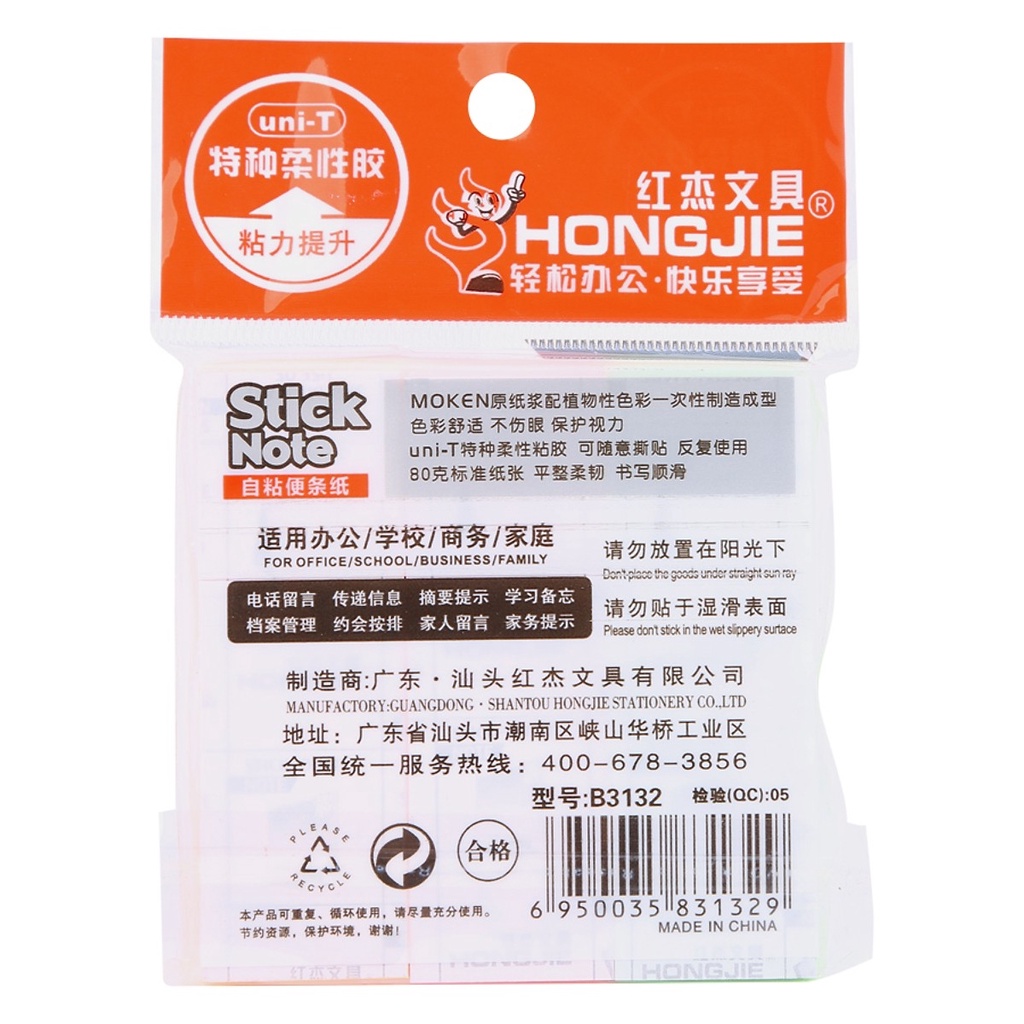 uni-T
特种柔性胶
粘力提升
红杰文具®
HONGJIE
轻松办公·快乐享受
Stick
Note
自粘便条纸
MOKEN原纸浆配植物性色彩一次性制造成型
色彩舒适 不伤眼 保护视力
uni-T特种柔性粘胶 可随意撕贴 反复使用
80克标准纸张 平整柔韧 书写顺滑
适用办公/学校/商务/家庭
FOR OFFICE/SCHOOL/BUSINESS/FAMILY
电话留言 传递信息 摘要提示 学习备忘
档案管理 约会按排 家人留言 家务提示
请勿放置在阳光下
Don't place the goods under straight sun ray
请勿贴于湿滑表面
Please don't stick in the wet slippery surtace
制造商:广东·汕头红杰文具有限公司
MANUFACTORY:GUANGDONG · SHANTOU HONGJIE STATIONERY CO.,LTD
地址：广东省汕头市潮南区峡山华桥工业区
全国统一服务热线：400-678-3856
型号:B3132 检验(QC):05
PLEASE
RECYCLE
合格
6 950035 831329
MADE IN CHINA
本产品可重复、循环使用，请尽量充分使用。
节约资源，保护环境，谢谢！
红杰文具
HONGJIE
HONGJIE